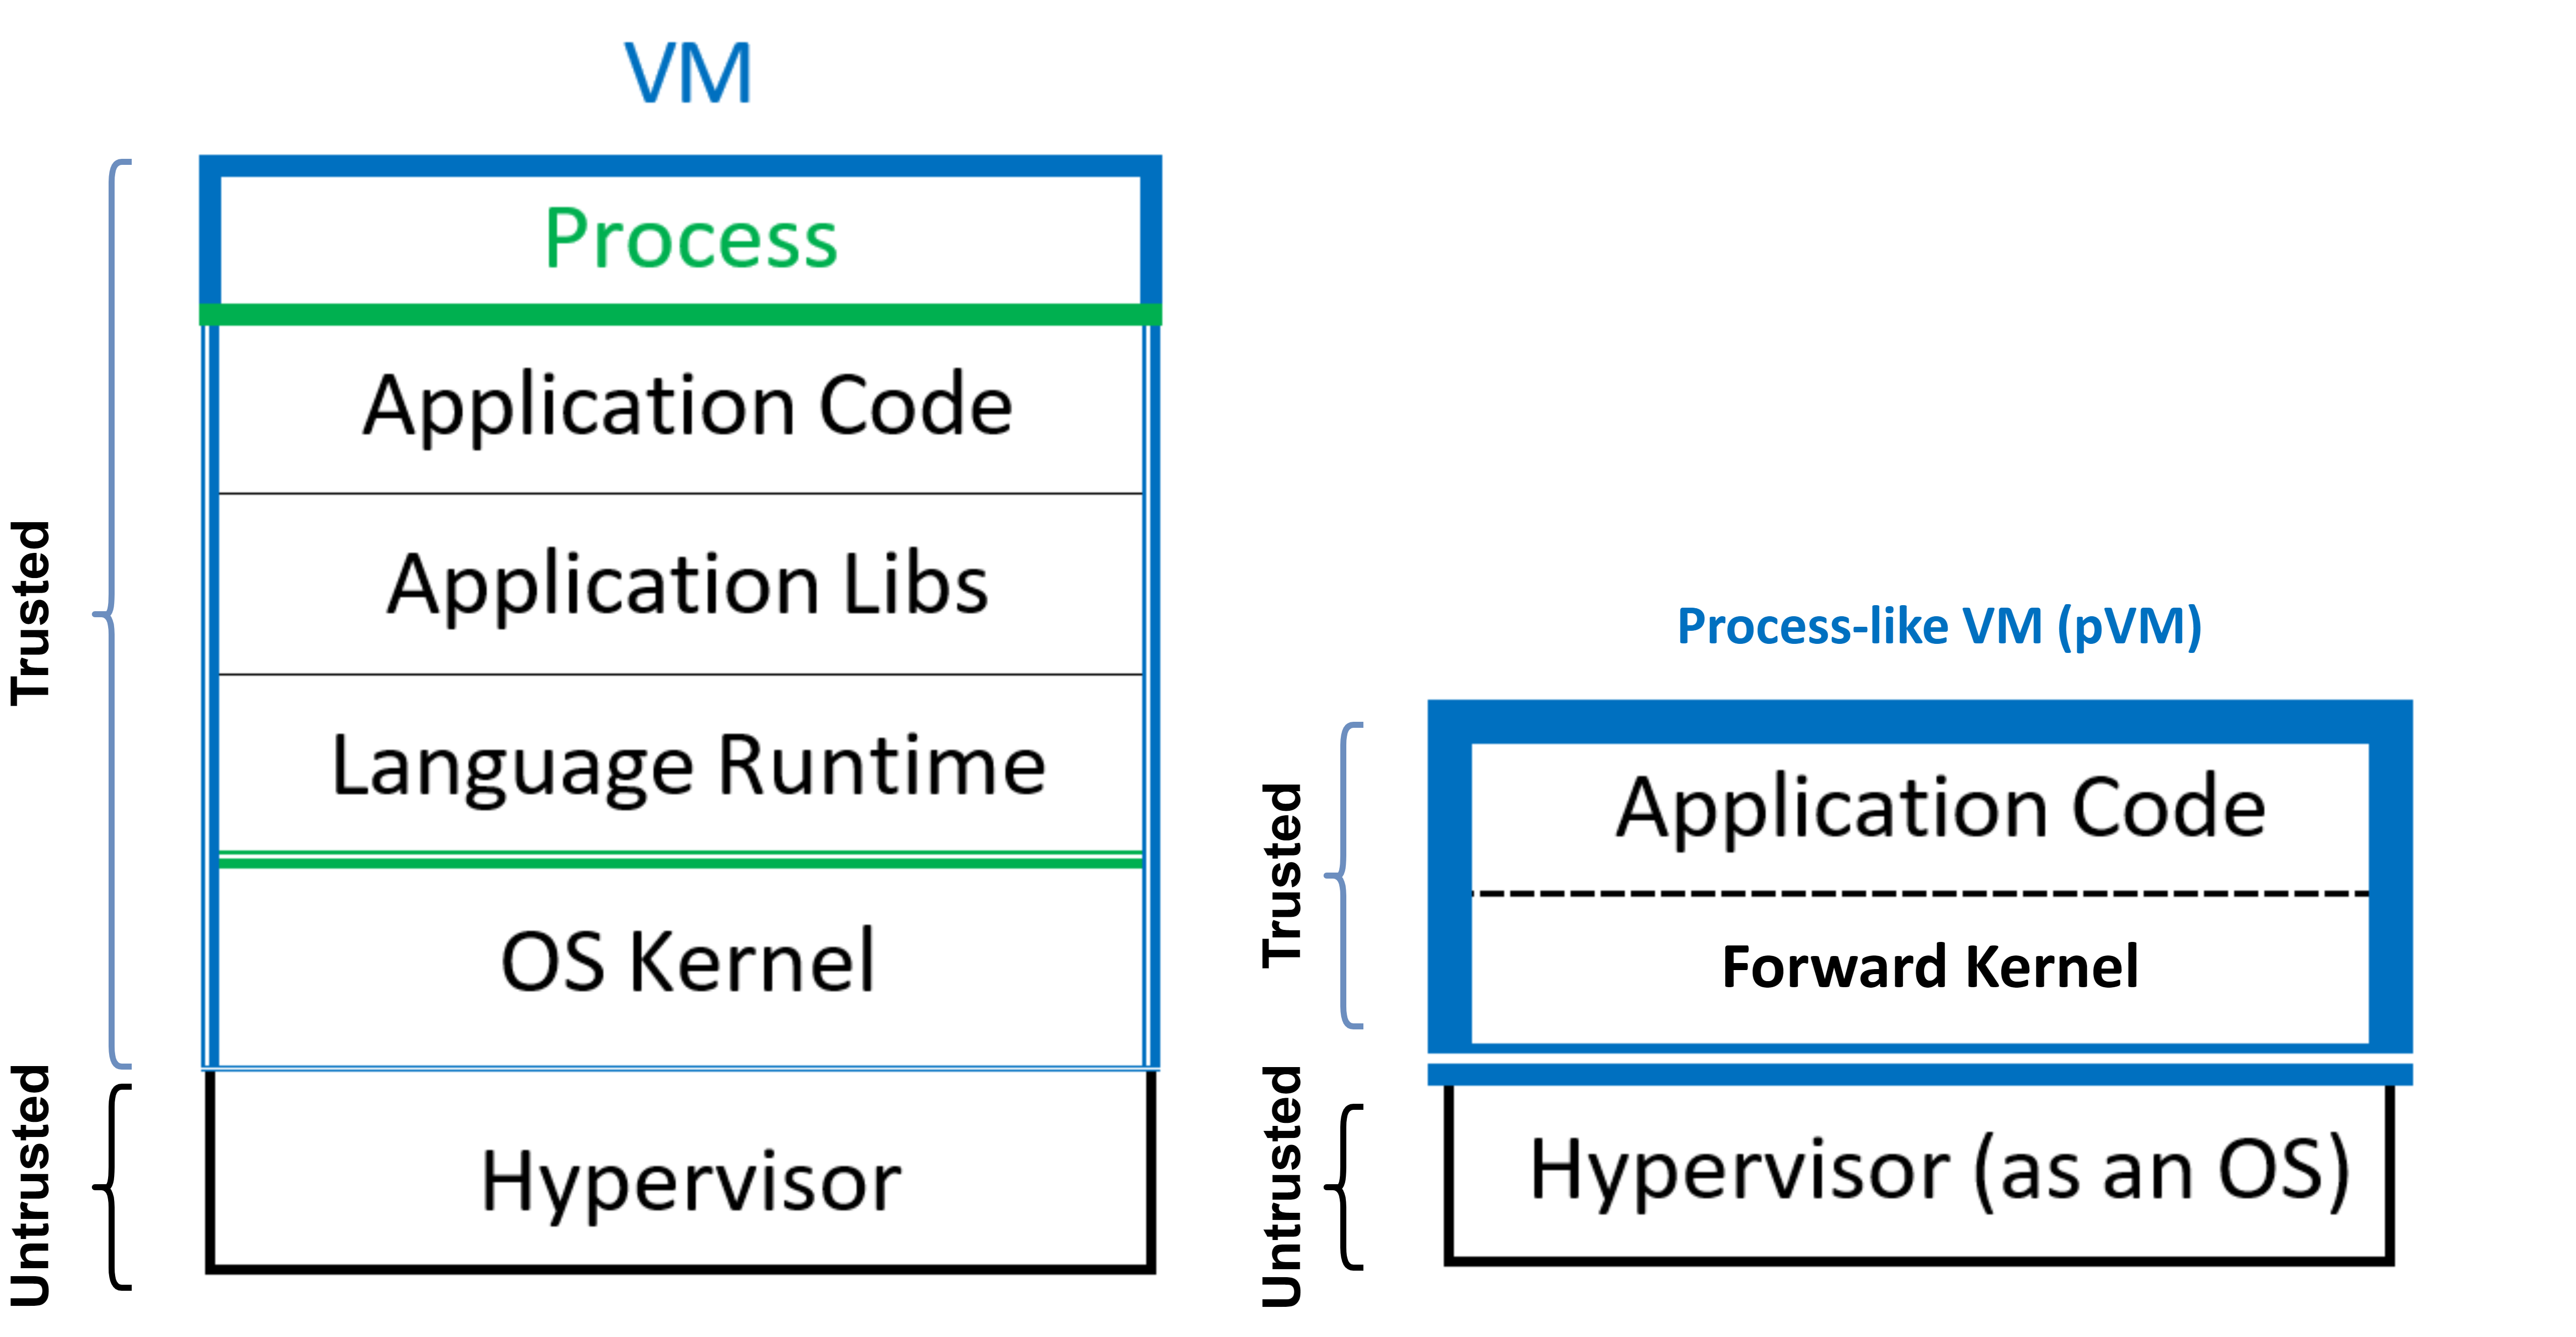 VM
Trusted
Process
Application Code
Application Libs
Language Runtime
OS Kernel
Untrusted
Hypervisor
Process-like VM (pVM)
Trusted
Application Code
Forward Kernel
Untrusted
Hypervisor (as an OS)